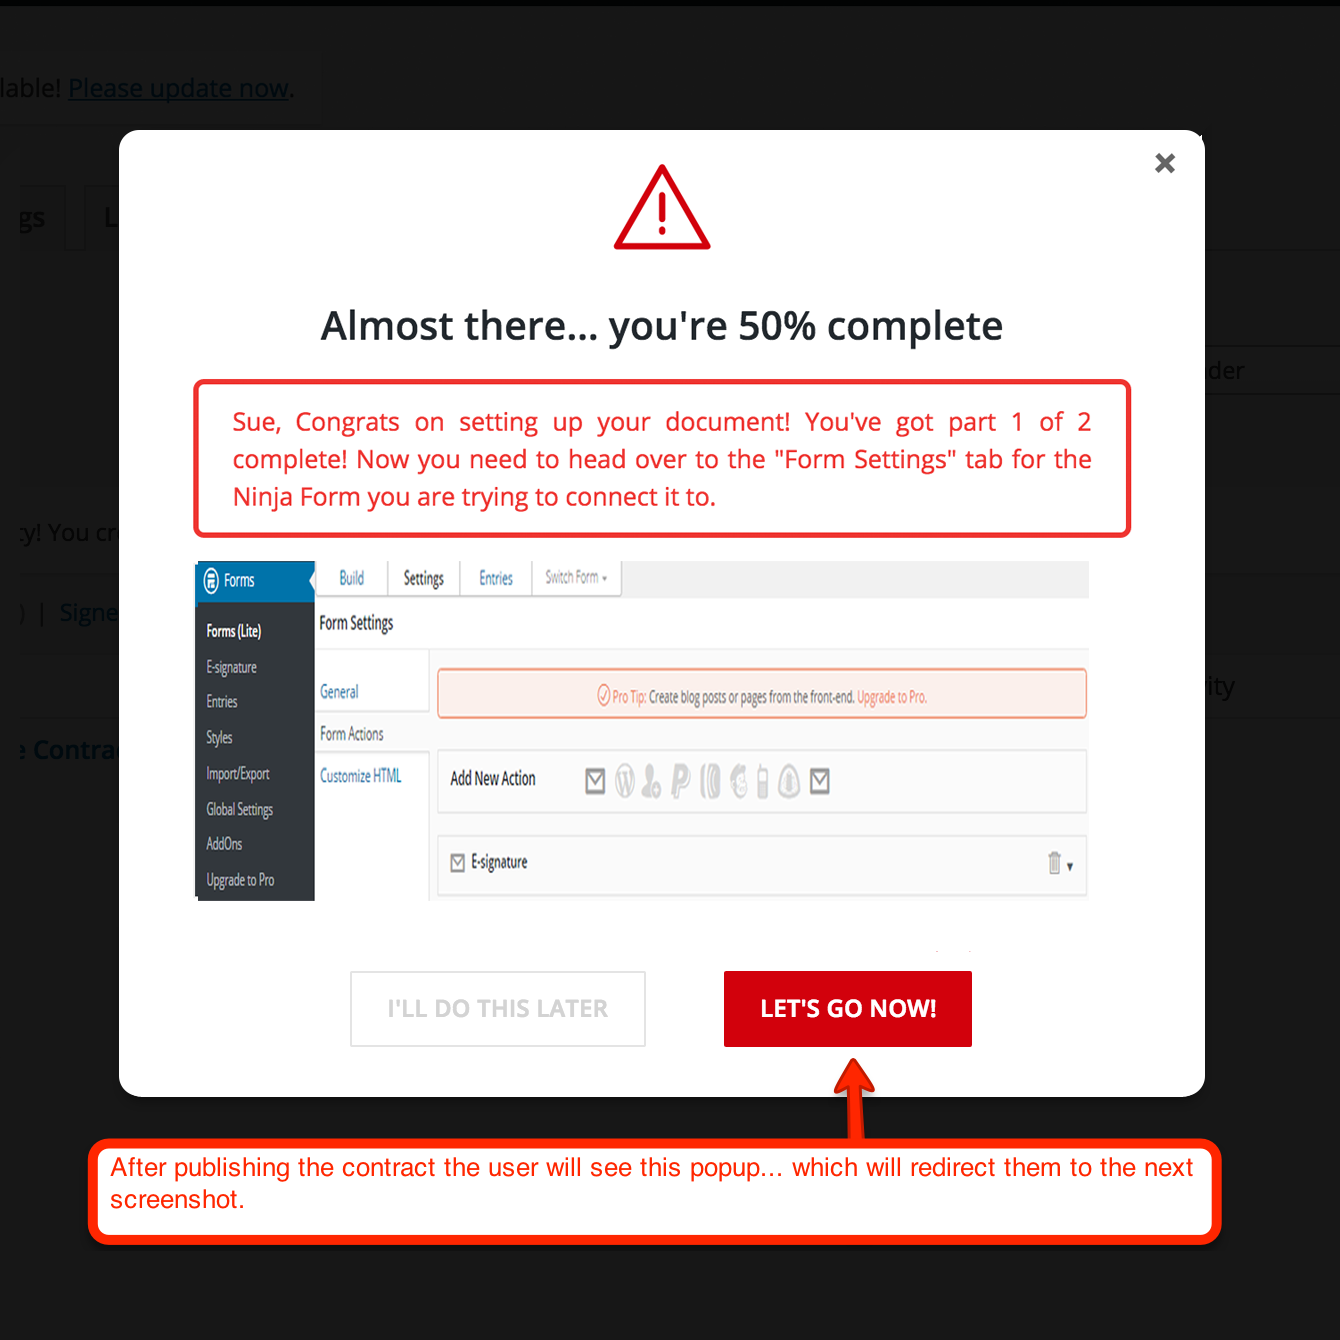 lable! Please update now.
gs
Almost there... you're 50% complete
der
Sue, Congrats on setting up your document! You've got part 1 of 2
complete! Now you need to head over to the "Form Settings" tab for the
Ninja Form you are trying to connect it to.
y! You cr
Forms Build Settings Entries Switch Form
Form Settings
| Signe
Forms (Lite)
E-signature
General
Pro Tip: Create blog posts or pages from the front-end. Upgrade to Pro.
ity
Entries
Styles
Form Actions
e Contra
Import/Export
Customize HTML
Add New Action
Global Settings
AddOns
E-signature
Upgrade to Pro
I'LL DO THIS LATER
LET'S GO NOW!
After publishing the contract the user will see this popup... which will redirect them to the next
screenshot.